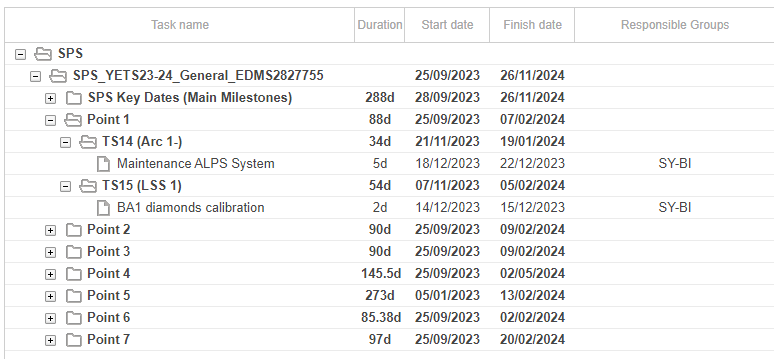 Task name Duration Start date Finish date Responsible Groups
SPS
SPS_YETS23-24_General_EDMS2827755 25/09/2023 26/11/2024
SPS Key Dates (Main Milestones) 288d 28/09/2023 26/11/2024
Point 1 88d 25/09/2023 07/02/2024
TS14 (Arc 1-) 34d 21/11/2023 19/01/2024
Maintenance ALPS System 5d 18/12/2023 22/12/2023 SY-BI
TS15 (LSS 1) 54d 07/11/2023 05/02/2024
BA1 diamonds calibration 2d 14/12/2023 15/12/2023 SY-BI
Point 2 90d 25/09/2023 09/02/2024
Point 3 90d 25/09/2023 09/02/2024
Point 4 145.5d 25/09/2023 02/05/2024
Point 5 273d 05/01/2023 13/02/2024
Point 6 85.38d 25/09/2023 02/02/2024
Point 7 97d 25/09/2023 20/02/2024